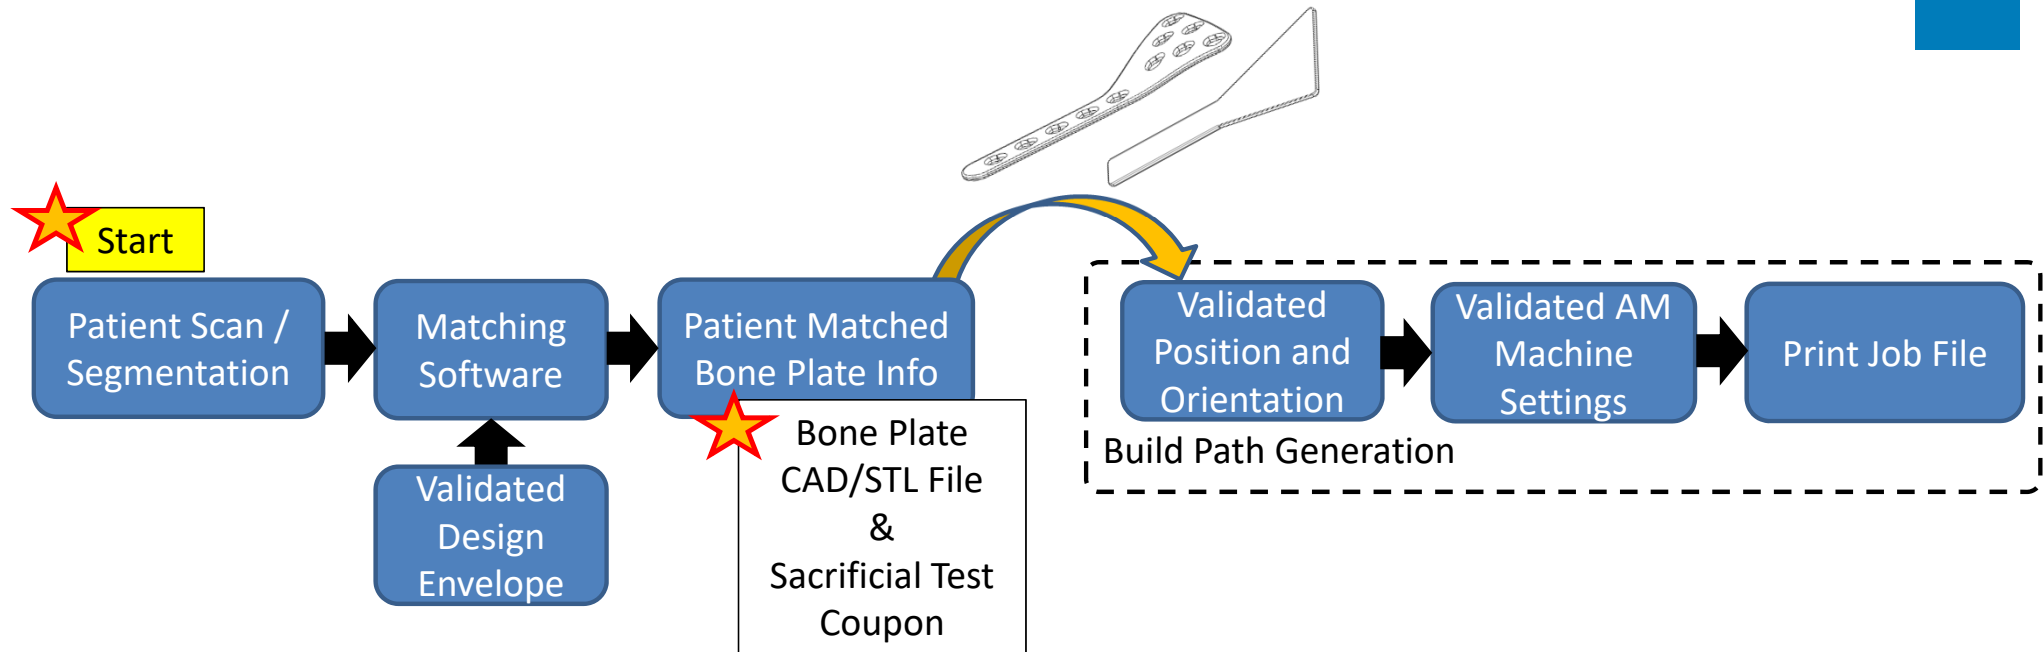 Start
Patient Scan /
Segmentation
Matching
Software
Patient Matched
Bone Plate Info
Validated
Design
Envelope
Bone Plate
CAD/STL File
&
Sacrificial Test
Coupon
Validated
Position and
Orientation
Validated AM
Machine
Settings
Print Job File
Build Path Generation